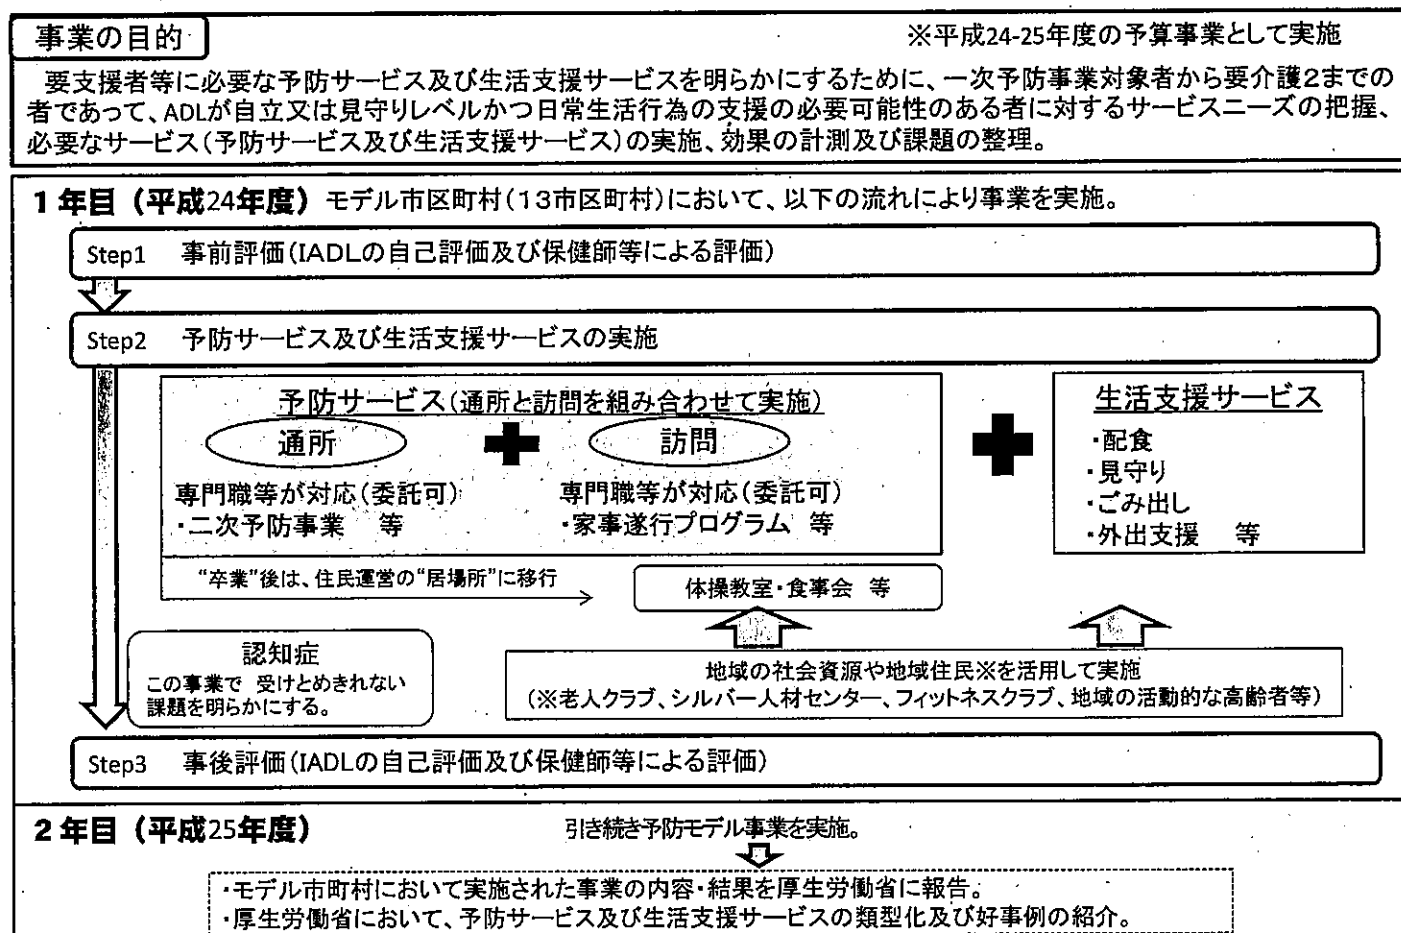 事業の目的
※平成24-25年度の予算事業として実施
要支援者等に必要な予防サービス及び生活支援サービスを明らかにするために、一次予防事業対象者から要介護2までの
者であって、ADLが自立又は見守りレベルかつ日常生活行為の支援の必要可能性のある者に対するサービスニーズの把握、
必要なサービス(予防サービス及び生活支援サービス)の実施、効果の計測及び課題の整理。
1年目(平成24年度) モデル市区町村(13市区町村)において、以下の流れにより事業を実施。
Step1 事前評価(IADLの自己評価及び保健師等による評価)
Step2 予防サービス及び生活支援サービスの実施
予防サービス(通所と訪問を組み合わせて実施)
通所
訪問
専門職等が対応(委託可)
・二次予防事業 等
専門職等が対応(委託可)
・家事遂行プログラム 等
生活支援サービス
・配食
・見守り
・ごみ出し
・外出支援 等
“卒業”後は、住民運営の“居場所”に移行
体操教室・食事会 等
認知症
この事業で 受けとめきれない
課題を明らかにする。
地域の社会資源や地域住民※を活用して実施
(※老人クラブ、シルバー人材センター、フィットネスクラブ、地域の活動的な高齢者等)
Step3 事後評価(IADLの自己評価及び保健師等による評価)
2年目(平成25年度)
引き続き予防モデル事業を実施。
・モデル市町村において実施された事業の内容・結果を厚生労働省に報告。
・厚生労働省において、予防サービス及び生活支援サービスの類型化及び好事例の紹介。